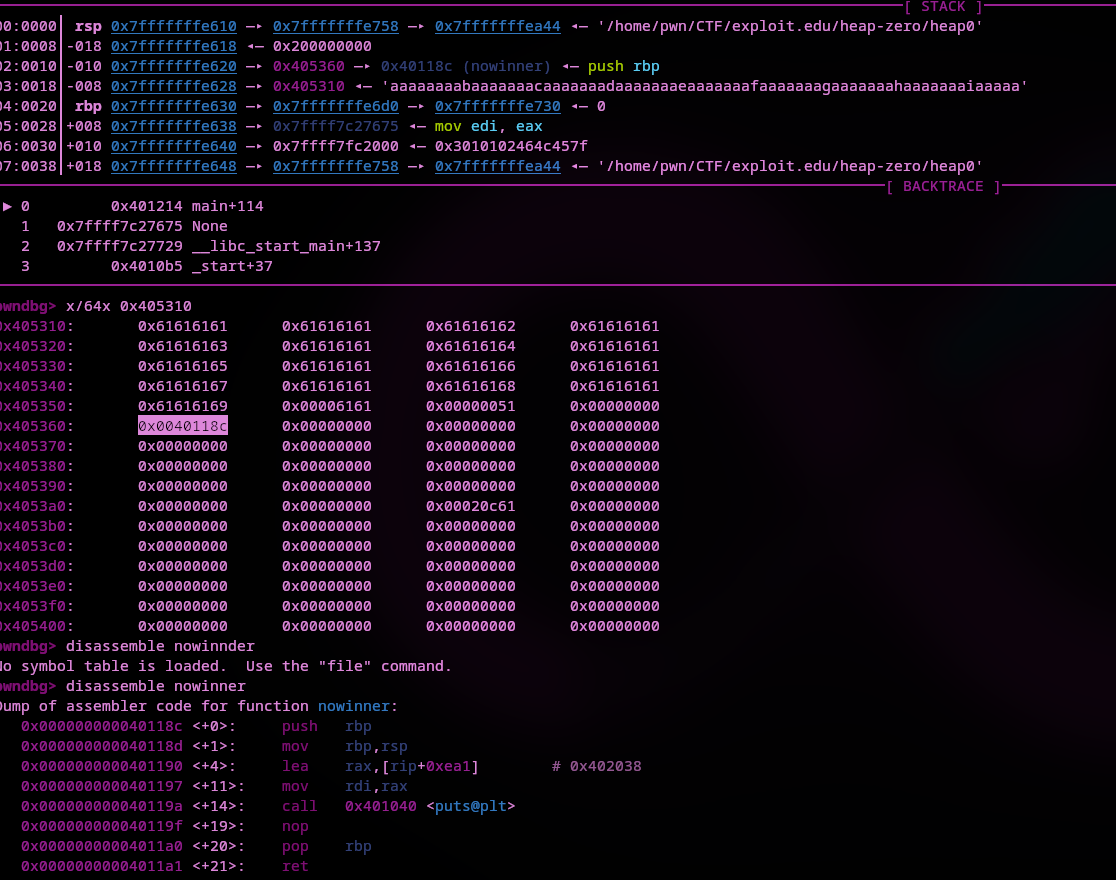 [ STACK ]
00:0000│ rsp 0x7fffffffe610 —▸ 0x7fffffffe758 —▸ 0x7fffffffea44 ◂— '/home/pwn/CTF/exploit.edu/heap-zero/heap0'
01:0008│-018 0x7fffffffe618 ◂— 0x200000000
02:0010│-010 0x7fffffffe620 —▸ 0x405360 —▸ 0x40118c (nowinner) ◂— push rbp
03:0018│-008 0x7fffffffe628 —▸ 0x405310 ◂— 'aaaaaaaabaaaaaaacaaaaaaadaaaaaaaeaaaaaaafaaaaaaagaaaaaaahaaaaaaaiaaaaa'
04:0020│ rbp 0x7fffffffe630 —▸ 0x7fffffffe6d0 —▸ 0x7fffffffe730 ◂— 0
05:0028│+008 0x7fffffffe638 —▸ 0x7ffff7c27675 ◂— mov edi, eax
06:0030│+010 0x7fffffffe640 —▸ 0x7ffff7fc2000 ◂— 0x3010102464c457f
07:0038│+018 0x7fffffffe648 —▸ 0x7fffffffe758 —▸ 0x7fffffffea44 ◂— '/home/pwn/CTF/exploit.edu/heap-zero/heap0'
[ BACKTRACE ]
► 0 0x401214 main+114
1 0x7ffff7c27675 None
2 0x7ffff7c27729 __libc_start_main+137
3 0x4010b5 _start+37
pwndbg> x/64x 0x405310
0x405310: 0x61616161 0x61616161 0x61616162 0x61616161
0x405320: 0x61616163 0x61616161 0x61616164 0x61616161
0x405330: 0x61616165 0x61616161 0x61616166 0x61616161
0x405340: 0x61616167 0x61616161 0x61616168 0x61616161
0x405350: 0x61616169 0x00006161 0x00000051 0x00000000
0x405360: 0x0040118c 0x00000000 0x00000000 0x00000000
0x405370: 0x00000000 0x00000000 0x00000000 0x00000000
0x405380: 0x00000000 0x00000000 0x00000000 0x00000000
0x405390: 0x00000000 0x00000000 0x00000000 0x00000000
0x4053a0: 0x00000000 0x00000000 0x00020c61 0x00000000
0x4053b0: 0x00000000 0x00000000 0x00000000 0x00000000
0x4053c0: 0x00000000 0x00000000 0x00000000 0x00000000
0x4053d0: 0x00000000 0x00000000 0x00000000 0x00000000
0x4053e0: 0x00000000 0x00000000 0x00000000 0x00000000
0x4053f0: 0x00000000 0x00000000 0x00000000 0x00000000
0x405400: 0x00000000 0x00000000 0x00000000 0x00000000
pwndbg> disassemble nowinnder
No symbol table is loaded.  Use the "file" command.
pwndbg> disassemble nowinner
Dump of assembler code for function nowinner:
0x000000000040118c <+0>: push rbp
0x000000000040118d <+1>: mov rbp,rsp
0x0000000000401190 <+4>: lea rax,[rip+0xea1] # 0x402038
0x0000000000401197 <+11>: mov rdi,rax
0x000000000040119a <+14>: call 0x401040 <puts@plt>
0x000000000040119f <+19>: nop
0x00000000004011a0 <+20>: pop rbp
0x00000000004011a1 <+21>: ret